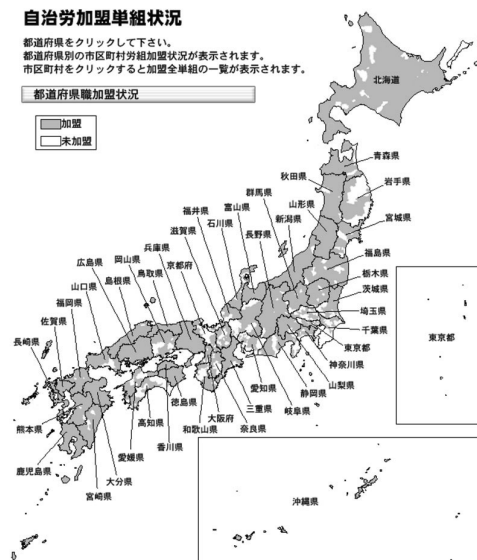 自治労加盟単組状況
都道府県をクリックして下さい。
都道府県別の市区町村労組加盟状況が表示されます。
市区町村をクリックすると加盟全単組の一覧が表示されます。
都道府県職加盟状況
加盟
未加盟
北海道
青森県
秋田県
岩手県
群馬県
山形県
富山県
福井県
新潟県
宮城県
石川県
滋賀県
長野県
兵庫県
福島県
岡山県
京都府
広島県
鳥取県
栃木県
島根県
山口県
茨城県
福岡県
埼玉県
佐賀県
千葉県
東京都
長崎県
東京都
神奈川県
山梨県
愛知県
静岡県
徳島県
三重県
岐阜県
大阪府
高知県
和歌山県
奈良県
熊本県
香川県
愛媛県
鹿児島県
大分県
宮崎県
沖縄県